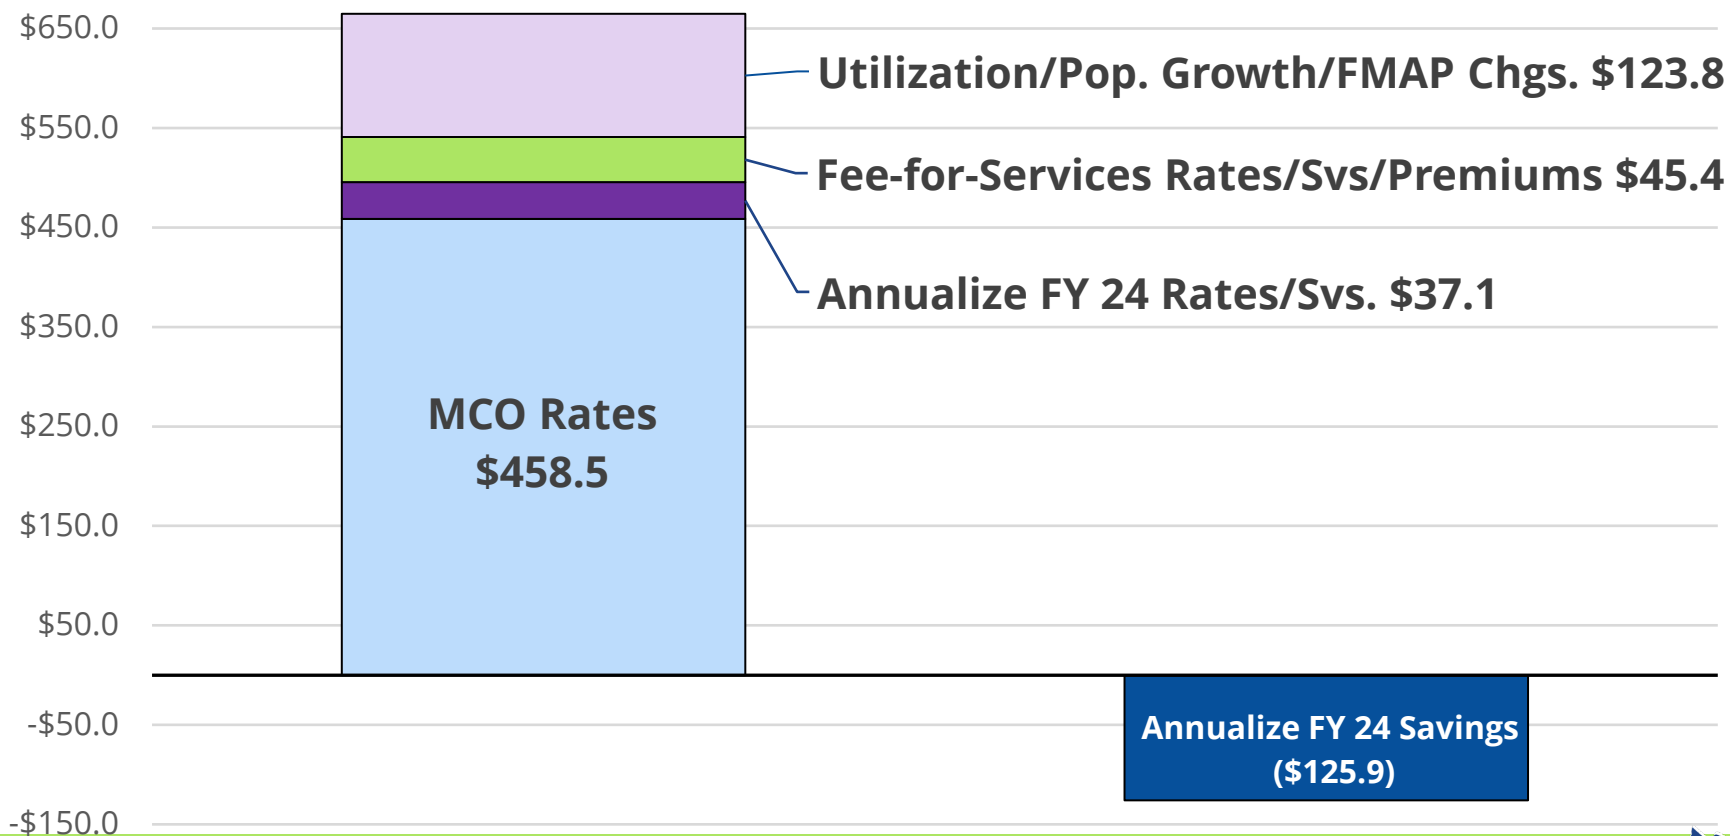 $650.0
Utilization/Pop. Growth/FMAP Chgs. $123.8
$550.0
Fee-for-Services Rates/Svs/Premiums $45.4
$450.0
Annualize FY 24 Rates/Svs. $37.1
$350.0
MCO Rates
$458.5
$250.0
$150.0
$50.0
-$50.0
Annualize FY 24 Savings
($125.9)
-$150.0